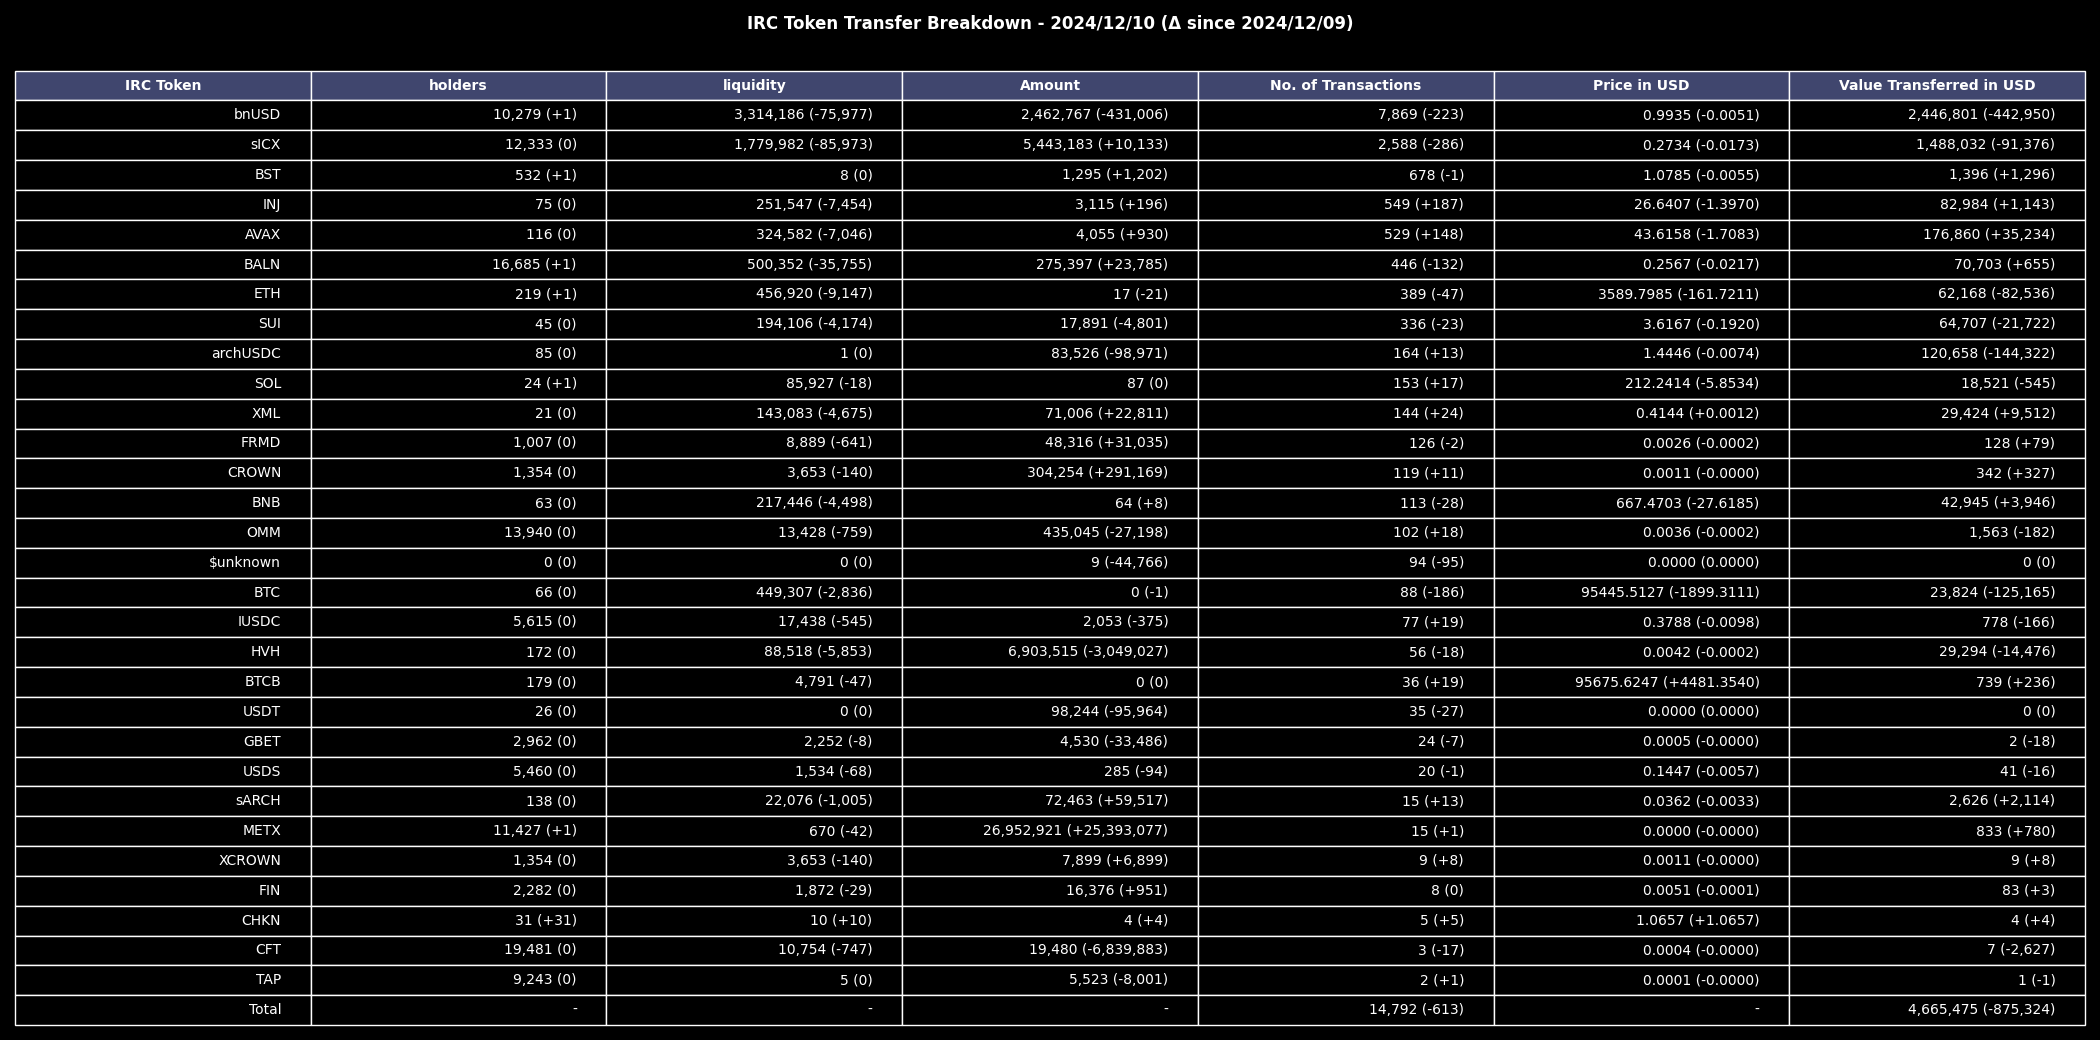 IRC Token Transfer Breakdown - 2024/12/10 (Δ since 2024/12/09)
IRC Token holders liquidity Amount No. of Transactions Price in USD Value Transferred in USD
bnUSD 10,279 (+1) 3,314,186 (-75,977) 2,462,767 (-431,006) 7,869 (-223) 0.9935 (-0.0051) 2,446,801 (-442,950)
sICX 12,333 (0) 1,779,982 (-85,973) 5,443,183 (+10,133) 2,588 (-286) 0.2734 (-0.0173) 1,488,032 (-91,376)
BST 532 (+1) 8 (0) 1,295 (+1,202) 678 (-1) 1.0785 (-0.0055) 1,396 (+1,296)
INJ 75 (0) 251,547 (-7,454) 3,115 (+196) 549 (+187) 26.6407 (-1.3970) 82,984 (+1,143)
AVAX 116 (0) 324,582 (-7,046) 4,055 (+930) 529 (+148) 43.6158 (-1.7083) 176,860 (+35,234)
BALN 16,685 (+1) 500,352 (-35,755) 275,397 (+23,785) 446 (-132) 0.2567 (-0.0217) 70,703 (+655)
ETH 219 (+1) 456,920 (-9,147) 17 (-21) 389 (-47) 3589.7985 (-161.7211) 62,168 (-82,536)
SUI 45 (0) 194,106 (-4,174) 17,891 (-4,801) 336 (-23) 3.6167 (-0.1920) 64,707 (-21,722)
archUSDC 85 (0) 1 (0) 83,526 (-98,971) 164 (+13) 1.4446 (-0.0074) 120,658 (-144,322)
SOL 24 (+1) 85,927 (-18) 87 (0) 153 (+17) 212.2414 (-5.8534) 18,521 (-545)
XML 21 (0) 143,083 (-4,675) 71,006 (+22,811) 144 (+24) 0.4144 (+0.0012) 29,424 (+9,512)
FRMD 1,007 (0) 8,889 (-641) 48,316 (+31,035) 126 (-2) 0.0026 (-0.0002) 128 (+79)
CROWN 1,354 (0) 3,653 (-140) 304,254 (+291,169) 119 (+11) 0.0011 (-0.0000) 342 (+327)
BNB 63 (0) 217,446 (-4,498) 64 (+8) 113 (-28) 667.4703 (-27.6185) 42,945 (+3,946)
OMM 13,940 (0) 13,428 (-759) 435,045 (-27,198) 102 (+18) 0.0036 (-0.0002) 1,563 (-182)
$unknown 0 (0) 0 (0) 9 (-44,766) 94 (-95) 0.0000 (0.0000) 0 (0)
BTC 66 (0) 449,307 (-2,836) 0 (-1) 88 (-186) 95445.5127 (-1899.3111) 23,824 (-125,165)
IUSDC 5,615 (0) 17,438 (-545) 2,053 (-375) 77 (+19) 0.3788 (-0.0098) 778 (-166)
HVH 172 (0) 88,518 (-5,853) 6,903,515 (-3,049,027) 56 (-18) 0.0042 (-0.0002) 29,294 (-14,476)
BTCB 179 (0) 4,791 (-47) 0 (0) 36 (+19) 95675.6247 (+4481.3540) 739 (+236)
USDT 26 (0) 0 (0) 98,244 (-95,964) 35 (-27) 0.0000 (0.0000) 0 (0)
GBET 2,962 (0) 2,252 (-8) 4,530 (-33,486) 24 (-7) 0.0005 (-0.0000) 2 (-18)
USDS 5,460 (0) 1,534 (-68) 285 (-94) 20 (-1) 0.1447 (-0.0057) 41 (-16)
sARCH 138 (0) 22,076 (-1,005) 72,463 (+59,517) 15 (+13) 0.0362 (-0.0033) 2,626 (+2,114)
METX 11,427 (+1) 670 (-42) 26,952,921 (+25,393,077) 15 (+1) 0.0000 (-0.0000) 833 (+780)
XCROWN 1,354 (0) 3,653 (-140) 7,899 (+6,899) 9 (+8) 0.0011 (-0.0000) 9 (+8)
FIN 2,282 (0) 1,872 (-29) 16,376 (+951) 8 (0) 0.0051 (-0.0001) 83 (+3)
CHKN 31 (+31) 10 (+10) 4 (+4) 5 (+5) 1.0657 (+1.0657) 4 (+4)
CFT 19,481 (0) 10,754 (-747) 19,480 (-6,839,883) 3 (-17) 0.0004 (-0.0000) 7 (-2,627)
TAP 9,243 (0) 5 (0) 5,523 (-8,001) 2 (+1) 0.0001 (-0.0000) 1 (-1)
Total - - - 14,792 (-613) - 4,665,475 (-875,324)